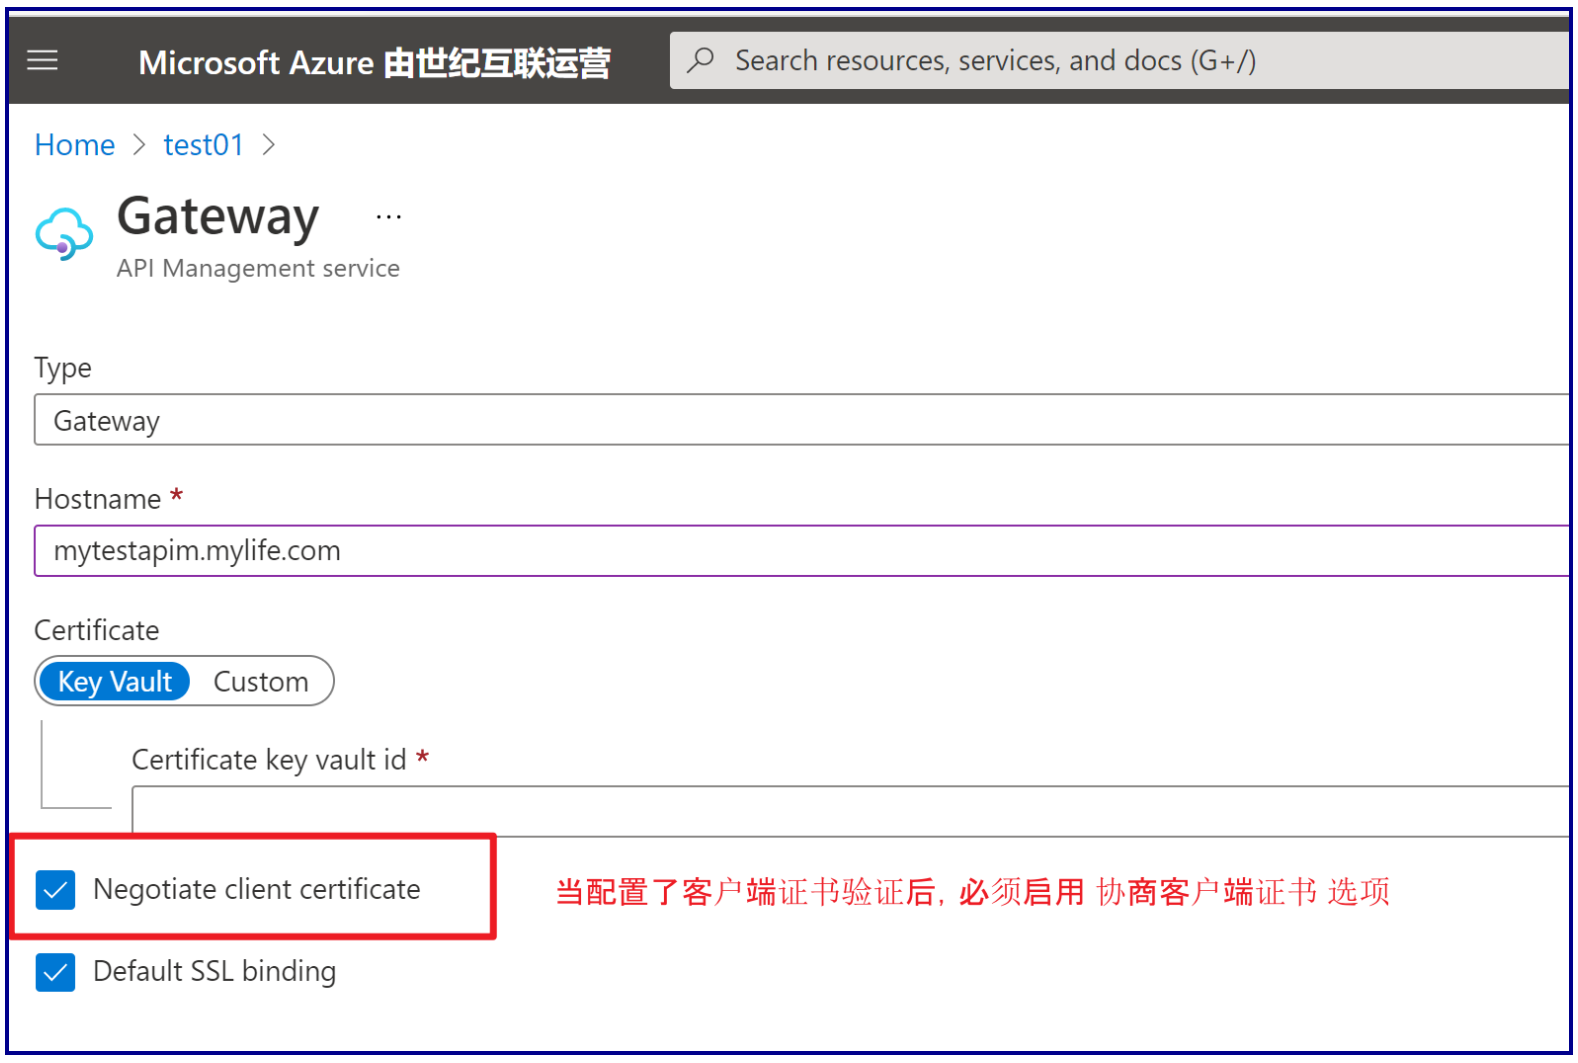 Microsoft Azure 由世纪互联运营
Search resources, services, and docs (G+/)
Home > test01 >
Gateway ...
API Management service
Type
Gateway
Hostname *
mytestapim.mylife.com
Certificate
Key Vault Custom
Certificate key vault id *
Negotiate client certificate
当配置了客户端证书验证后, 必须启用 协商客户端证书 选项
Default SSL binding